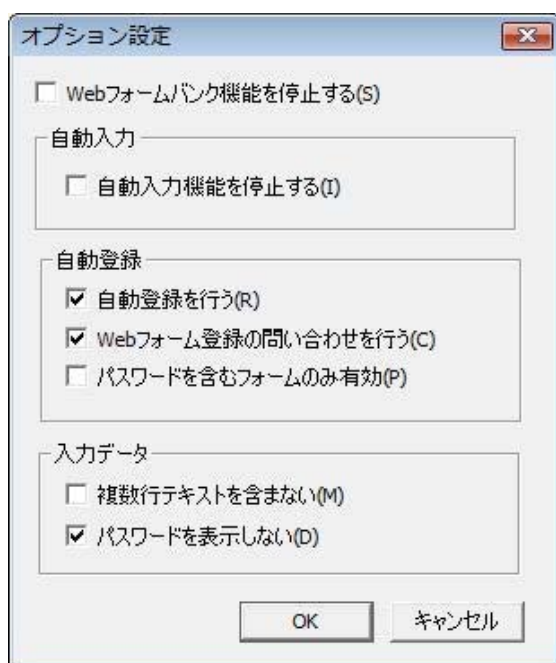 オプション設定
Webフォームバンク機能を停止する(S)
自動入力
自動入力機能を停止する(I)
自動登録
自動登録を行う(R)
Webフォーム登録の問い合わせを行う(C)
パスワードを含むフォームのみ有効(P)
入力データ
複数行テキストを含まない(M)
パスワードを表示しない(D)
OK キャンセル